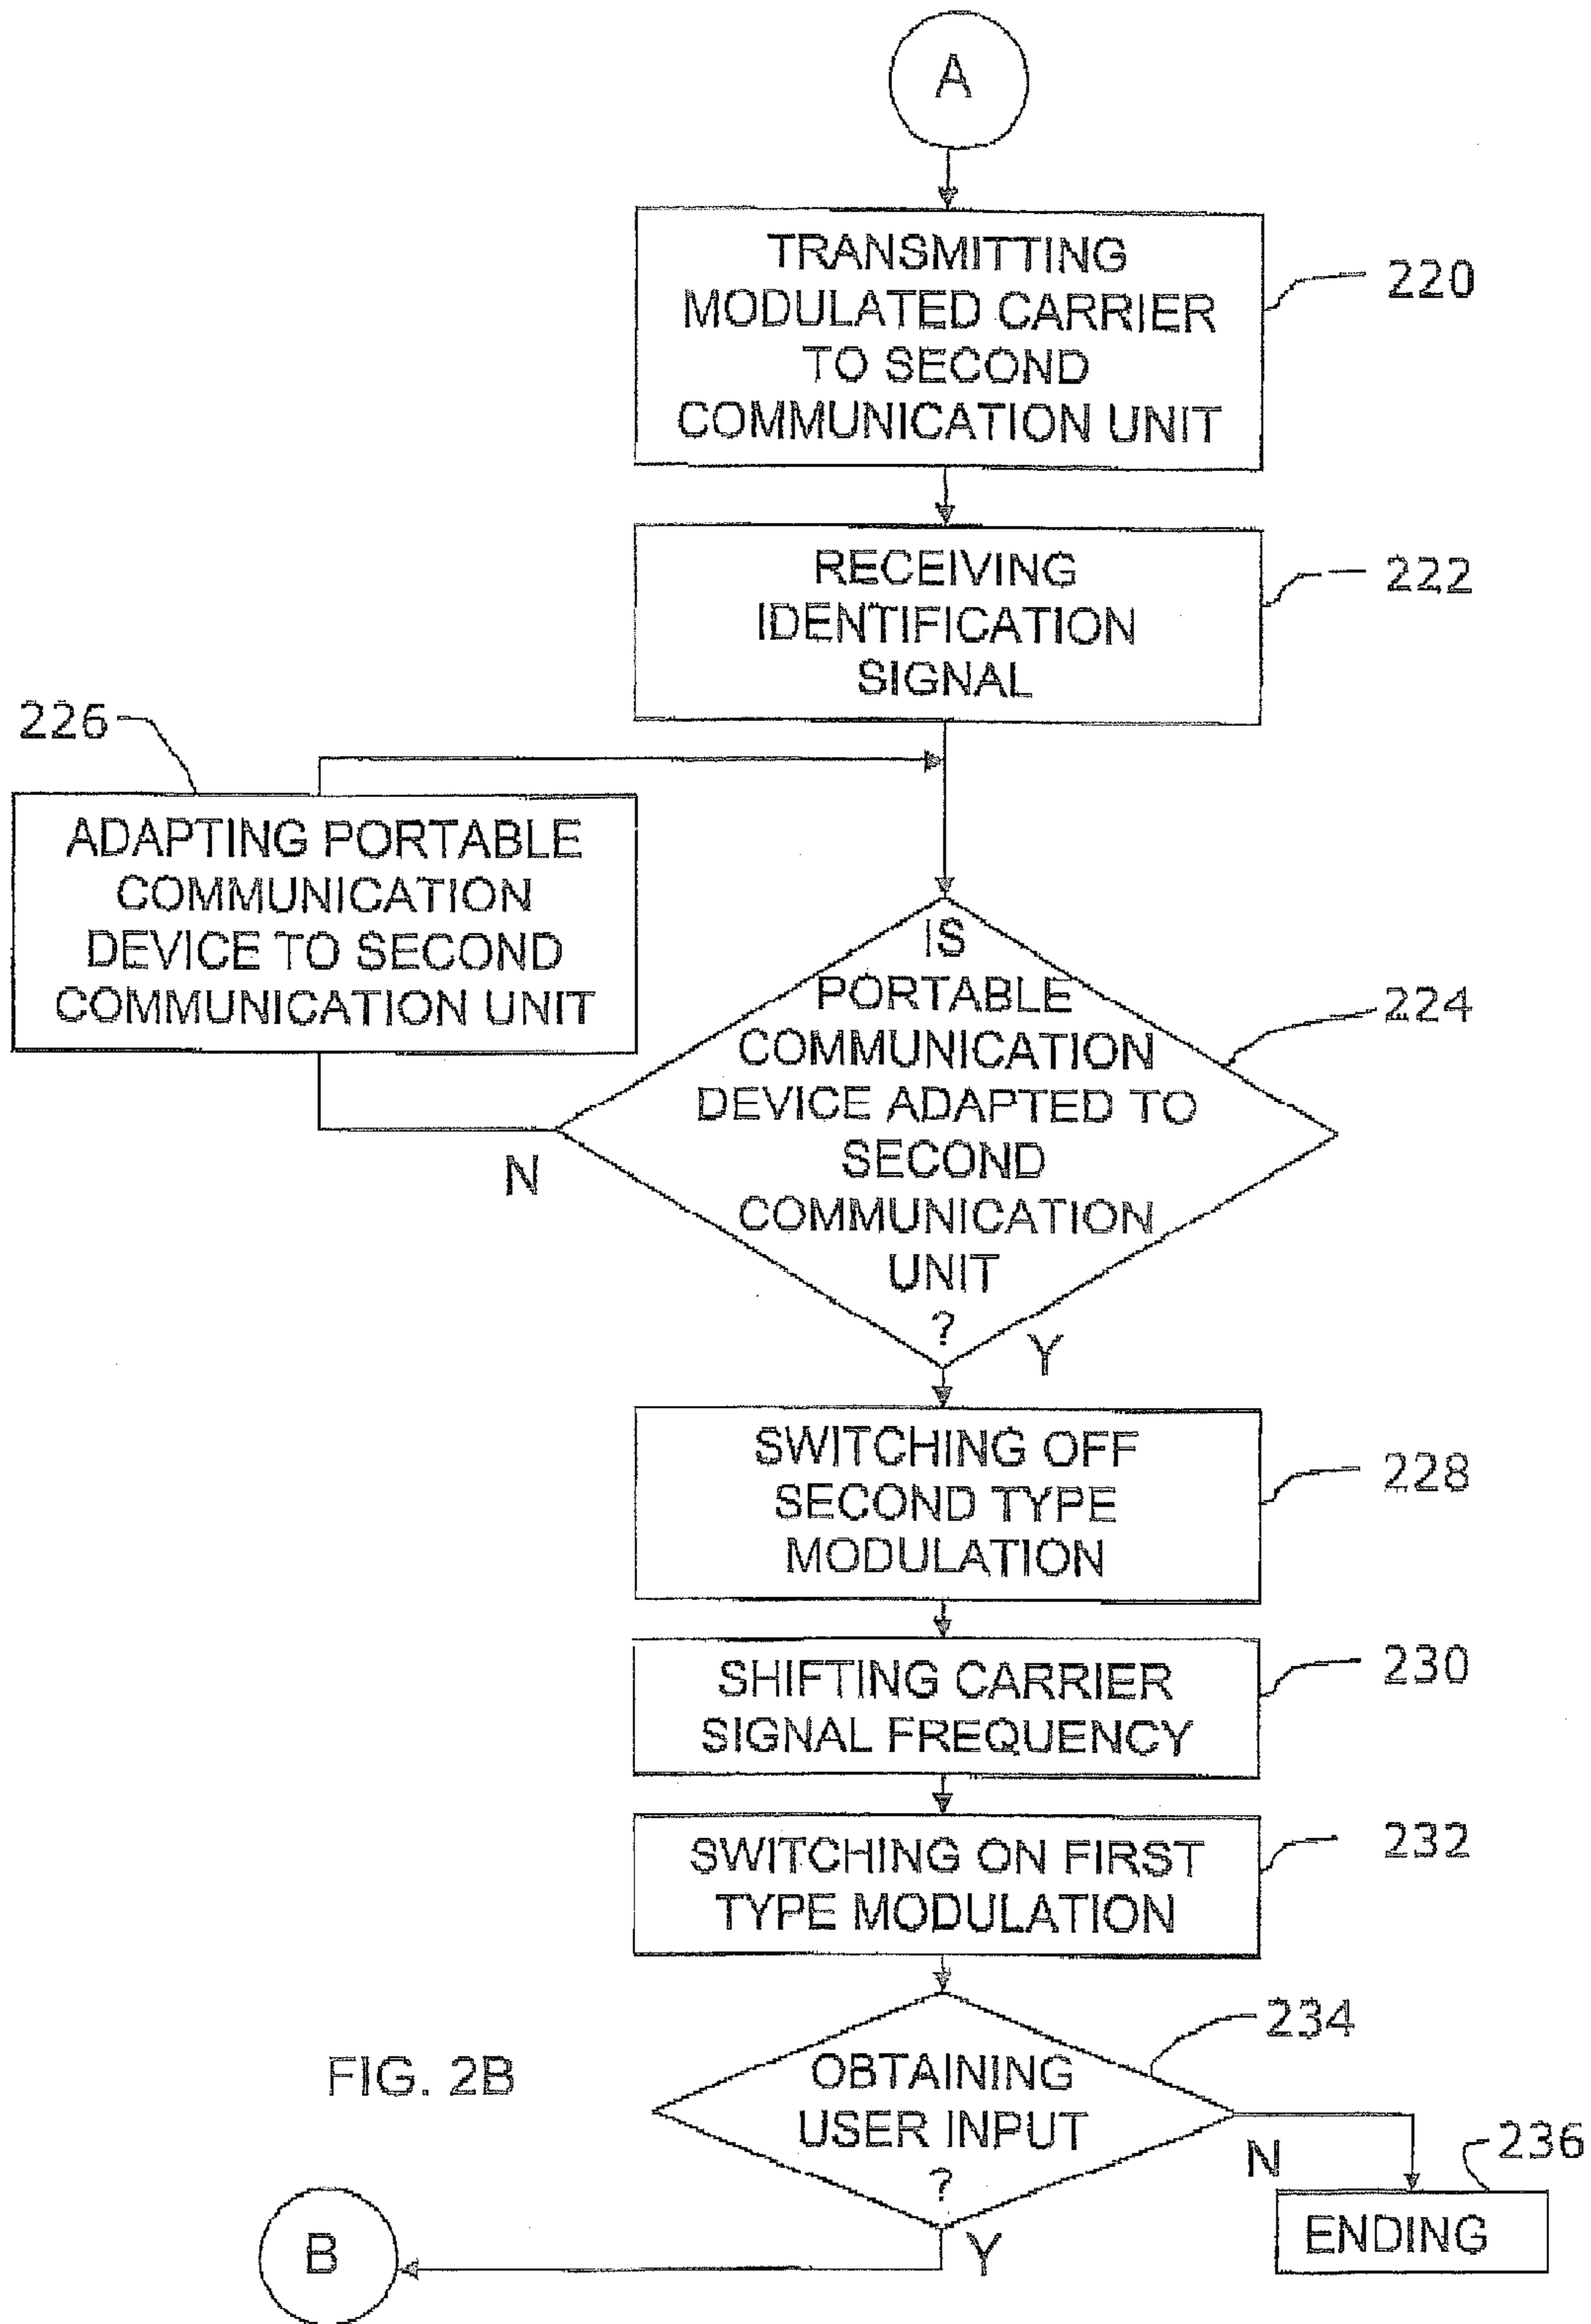 A
TRANSMITTING
MODULATED CARRIER
TO SECOND
COMMUNICATION UNIT
220
RECEIVING
IDENTIFICATION
SIGNAL
222
226
ADAPTING PORTABLE
COMMUNICATION
DEVICE TO SECOND
COMMUNICATION UNIT
IS
PORTABLE
COMMUNICATION
DEVICE ADAPTED TO
SECOND
COMMUNICATION
UNIT
?
224
N
Y
SWITCHING OFF
SECOND TYPE
MODULATION
228
SHIFTING CARRIER
SIGNAL FREQUENCY
230
SWITCHING ON FIRST
TYPE MODULATION
232
OBTAINING
USER INPUT
?
234
FIG. 2B
N
236
ENDING
Y
B